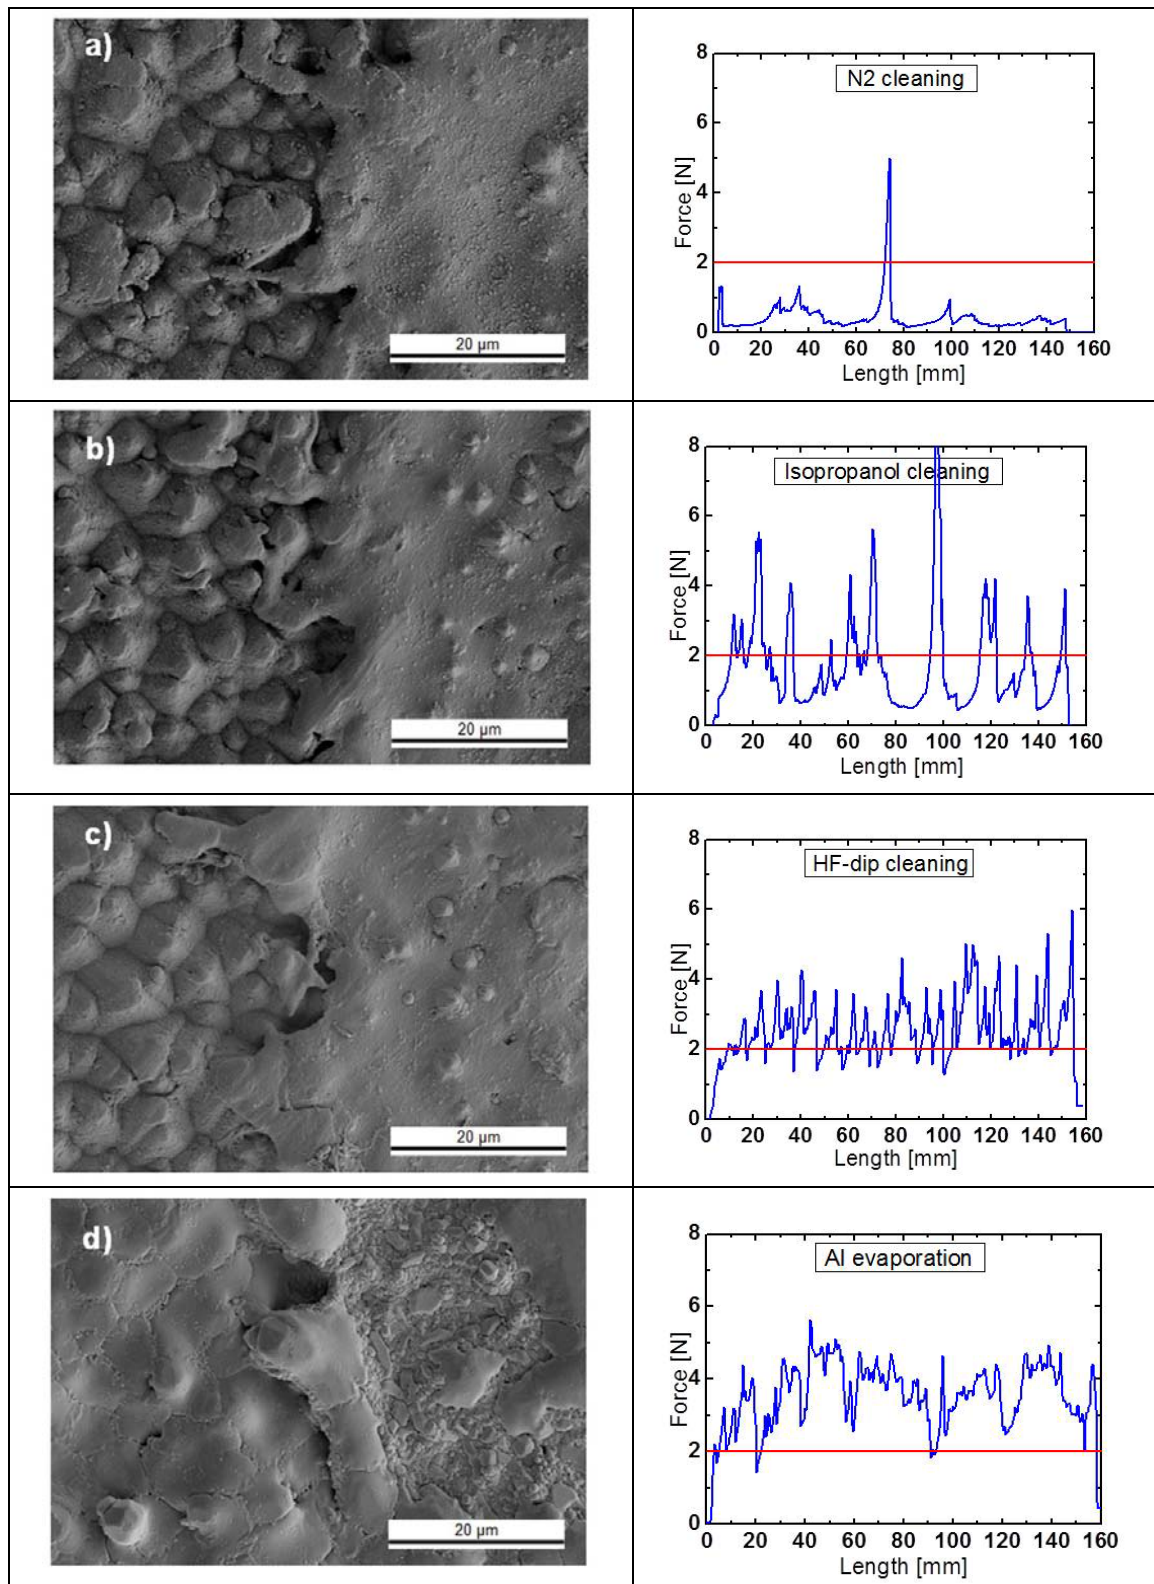 a)
20 µm
N2 cleaning
Force [N]
8
6
4
2
0
0 20 40 60 80 100 120 140 160
Length [mm]
b)
20 µm
Isopropanol cleaning
Force [N]
8
6
4
2
0
0 20 40 60 80 100 120 140 160
Length [mm]
c)
20 µm
HF-dip cleaning
Force [N]
8
6
4
2
0
0 20 40 60 80 100 120 140 160
Length [mm]
d)
20 µm
Al evaporation
Force [N]
8
6
4
2
0
0 20 40 60 80 100 120 140 160
Length [mm]